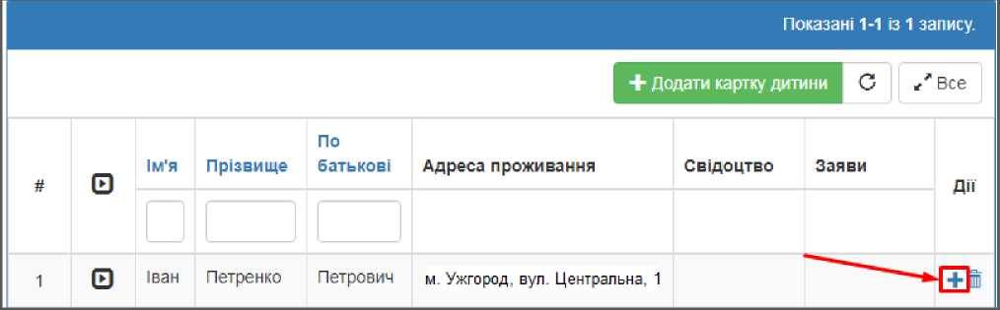 Показані 1-1 із 1 запису.
Додати картку дитини
Все
#
Ім'я
Прізвище
По
батькові
Адреса проживання
Свідоцтво
Заяви
Дії
1 Іван Петренко Петрович м. Ужгород, вул. Центральна, 1